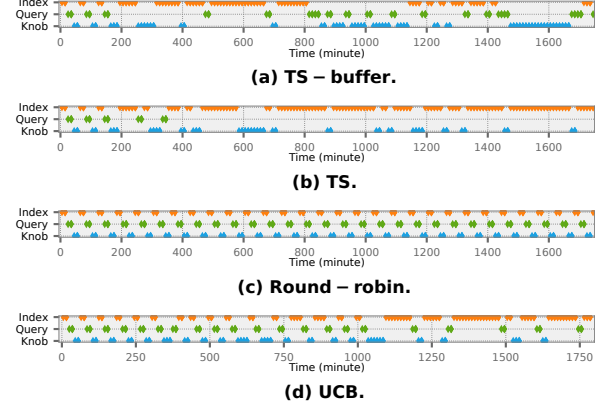 Index
Query
Knob
0 200 400 600 800 1000 1200 1400 1600
Time (minute)
(a) TS – buffer.
Index
Query
Knob
0 200 400 600 800 1000 1200 1400 1600
Time (minute)
(b) TS.
Index
Query
Knob
0 200 400 600 800 1000 1200 1400 1600
Time (minute)
(c) Round – robin.
Index
Query
Knob
0 250 500 750 1000 1250 1500 1750
Time (minute)
(d) UCB.